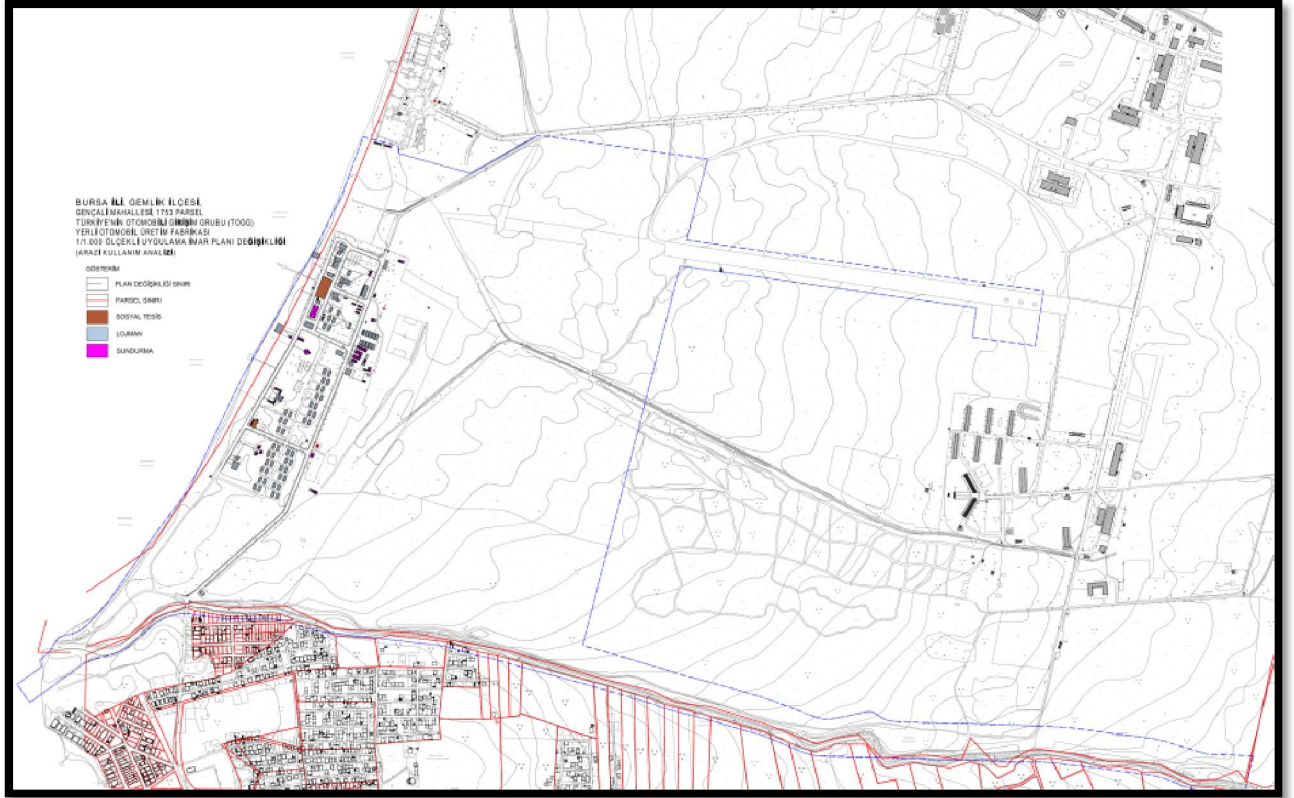 BURSA İLİ, GEMLİK İLÇESİ,
GENÇALİ MAHALLESİ, 1753 PARSEL
TÜRKİYE'NİN OTOMOBİLİ GİRİŞİM GRUBU (TOGG)
YERLİ OTOMOBİL ÜRETİM FABRİKASI
1/1.000 ÖLÇEKLİ UYGULAMA İMAR PLANI DEĞİŞİKLİĞİ
(ARAZİ KULLANIM ANALİZİ)
GÖSTERİM
PLAN DEĞİŞİKLİĞİ SINIRI
PARSEL SINIRI
SOSYAL TESİS
LOJMAN
SUNDURMA